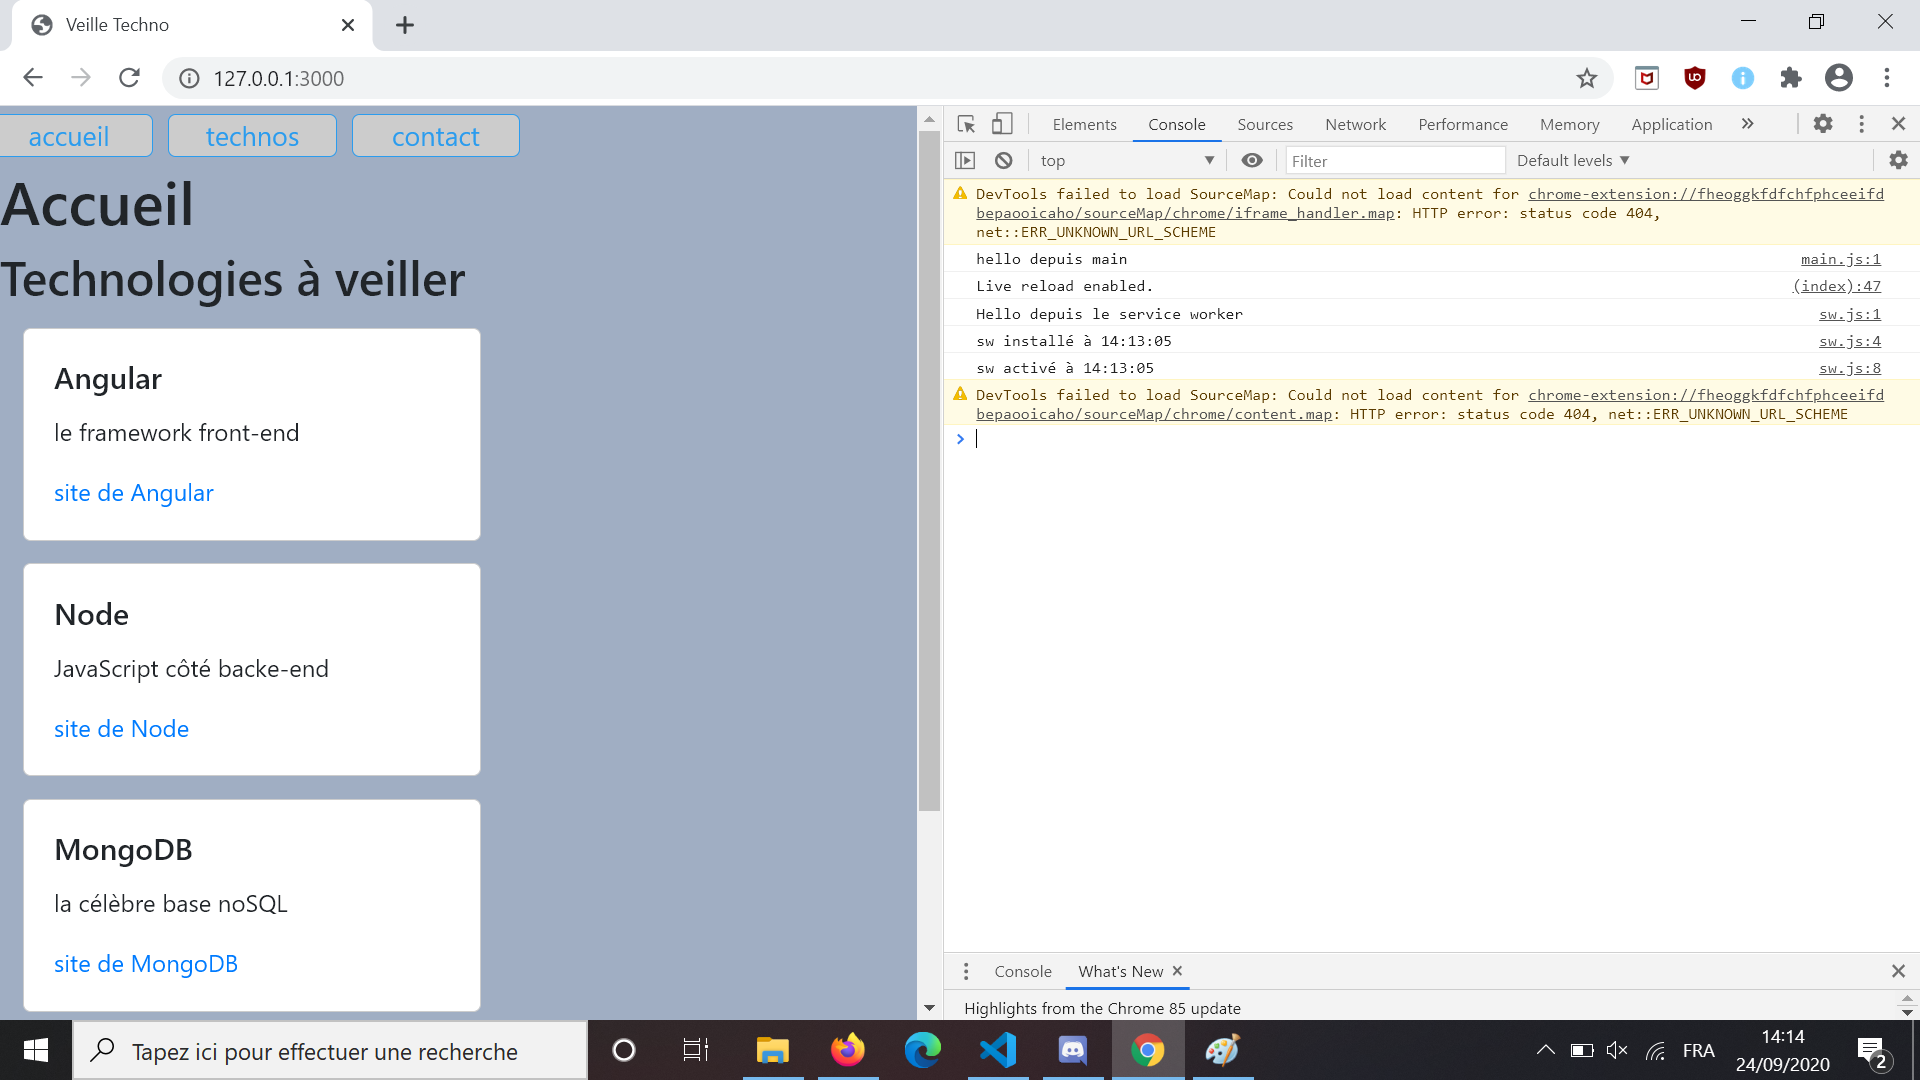 Veille Techno
127.0.0.1:3000
accueil technos contact
Accueil
Technologies à veiller
Angular
le framework front-end
site de Angular
Node
JavaScript côté backe-end
site de Node
MongoDB
la célèbre base noSQL
site de MongoDB
Elements Console Sources Network Performance Memory Application »
top Filter Default levels
DevTools failed to load SourceMap: Could not load content for chrome-extension://fheoggkfdfchfphceeifd
bepaooicaho/sourceMap/chrome/iframe_handler.map: HTTP error: status code 404,
net::ERR_UNKNOWN_URL_SCHEME
hello depuis main main.js:1
Live reload enabled. (index):47
Hello depuis le service worker sw.js:1
sw installé à 14:13:05 sw.js:4
sw activé à 14:13:05 sw.js:8
DevTools failed to load SourceMap: Could not load content for chrome-extension://fheoggkfdfchfphceeifd
bepaooicaho/sourceMap/chrome/content.map: HTTP error: status code 404, net::ERR_UNKNOWN_URL_SCHEME
Console What's New
Highlights from the Chrome 85 update
Tapez ici pour effectuer une recherche
FRA
14:14
24/09/2020
2